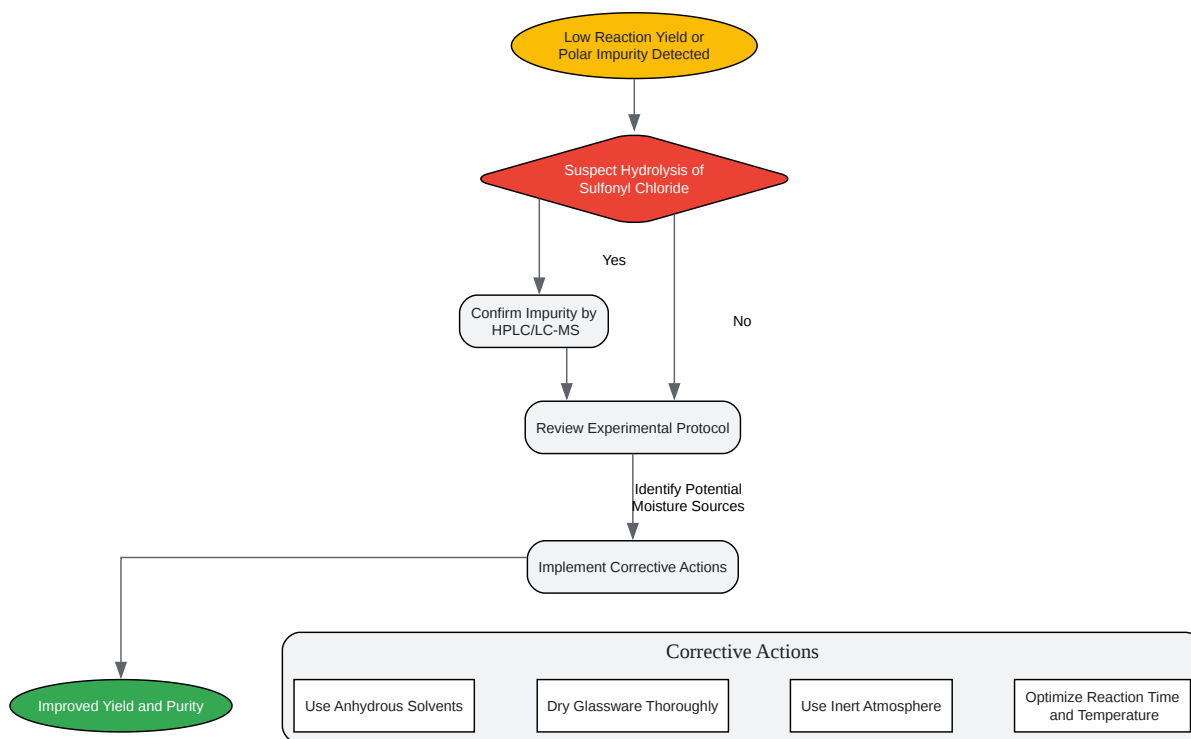 Low Reaction Yield or
Polar Impurity Detected
Suspect Hydrolysis of
Sulfonyl Chloride
Yes
Confirm Impurity by
HPLC/LC-MS
No
Review Experimental Protocol
Identify Potential
Moisture Sources
Implement Corrective Actions
Corrective Actions
Improved Yield and Purity
Use Anhydrous Solvents
Dry Glassware Thoroughly
Use Inert Atmosphere
Optimize Reaction Time
and Temperature